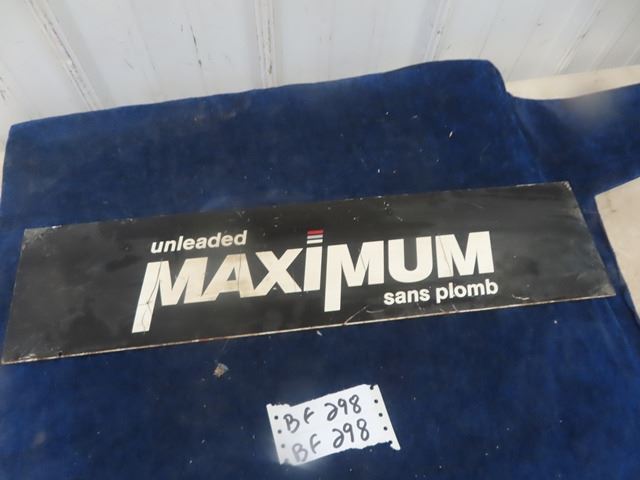 unleaded
MAXiMUM
sans plomb
BF 298
BF 298